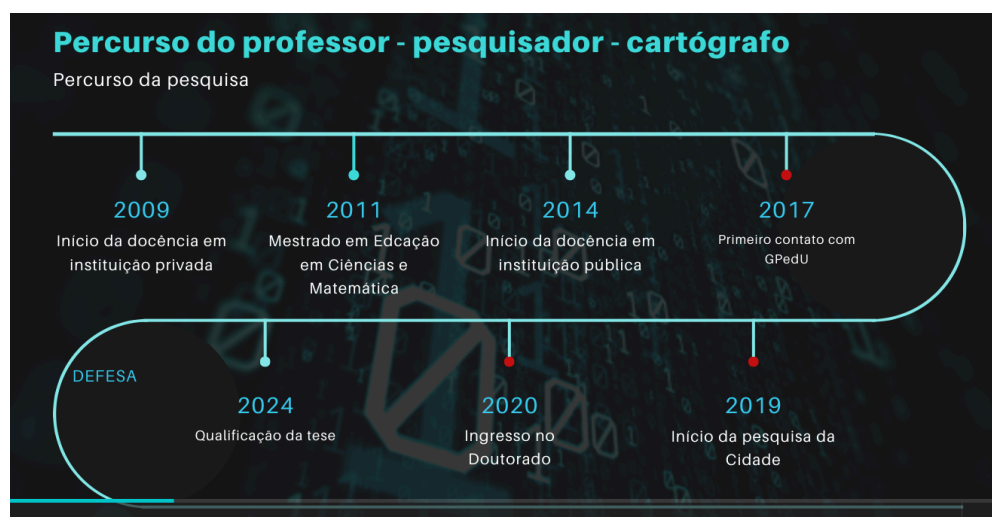 Percurso do professor - pesquisador - cartógrafo
Percurso da pesquisa
2009
Início da docência em
instituição privada
2011
Mestrado em Edcação
em Ciências e
Matemática
2014
Início da docência em
instituição pública
2017
Primeiro contato com
GPedU
DEFESA
2024
Qualificação da tese
2020
Ingresso no
Doutorado
2019
Início da pesquisa da
Cidade